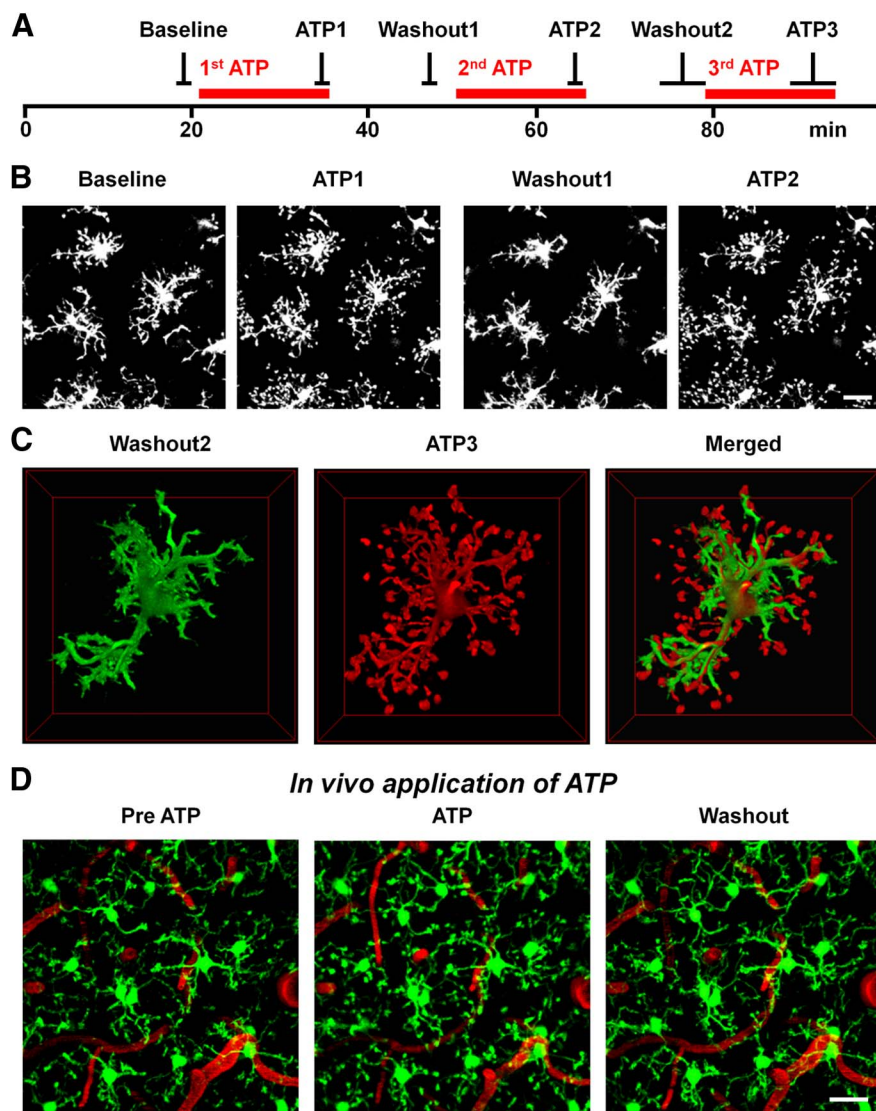 A
Baseline ATP1 Washout1 ATP2 Washout2 ATP3
1st ATP 2nd ATP 3rd ATP
0 20 40 60 80 min
B
Baseline ATP1 Washout1 ATP2
C
Washout2 ATP3 Merged
D
In vivo application of ATP
Pre ATP ATP Washout